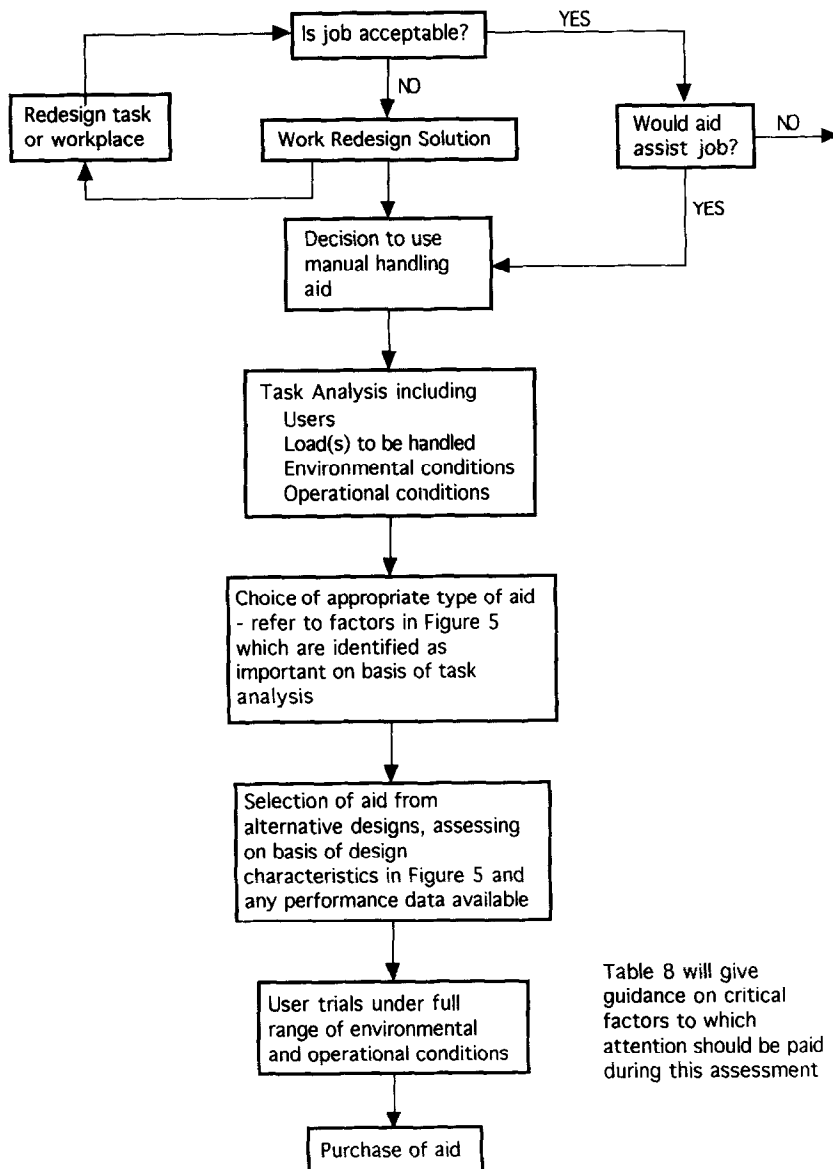 Is job acceptable?
YES
NO
Redesign task
or workplace
Work Redesign Solution
Would aid
assist job?
NO
YES
Decision to use
manual handling
aid
Task Analysis including
Users
Load(s) to be handled
Environmental conditions
Operational conditions
Choice of appropriate type of aid
- refer to factors in Figure 5
which are identified as
important on basis of task
analysis
Selection of aid from
alternative designs, assessing
on basis of design
characteristics in Figure 5 and
any performance data available
User trials under full
range of environmental
and operational conditions
Table 8 will give
guidance on critical
factors to which
attention should be paid
during this assessment
Purchase of aid